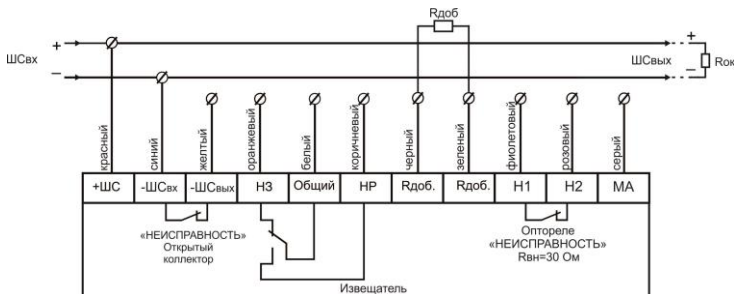 Rдоб
+
ШСвх
+
ШСвых
Rок
–
–
красный
синий
желтый
оранжевый
белый
коричневый
черный
зеленый
фиолетовый
розовый
серый
+ШС
-ШСвх
-ШСвых
НЗ
Общий
НР
Rдоб.
Rдоб.
Н1
Н2
МА
«НЕИСПРАВНОСТЬ»
Открытый
коллектор
Оптореле
«НЕИСПРАВНОСТЬ»
Rвн=30 Ом
Извещатель